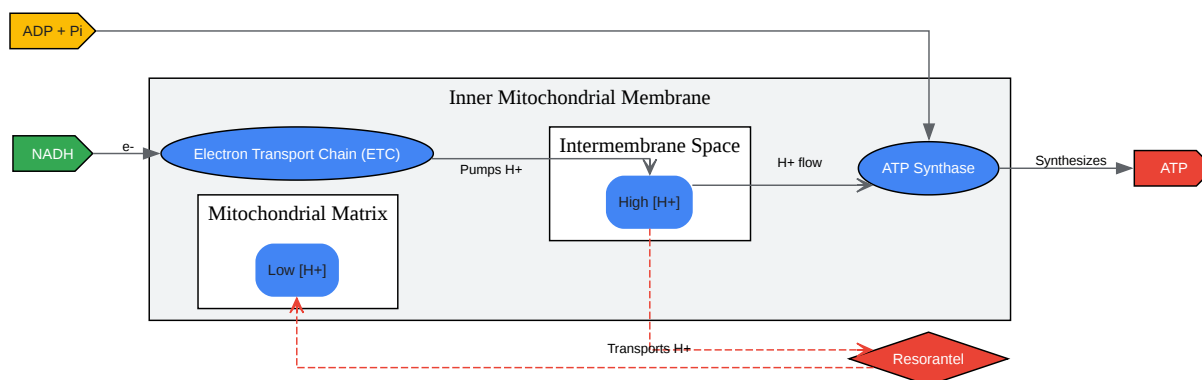 ADP + Pi
Inner Mitochondrial Membrane
NADH
e-
Electron Transport Chain (ETC)
Pumps H+
Intermembrane Space
High [H+]
H+ flow
ATP Synthase
Synthesizes
ATP
Mitochondrial Matrix
Low [H+]
Transports H+
Resorantel